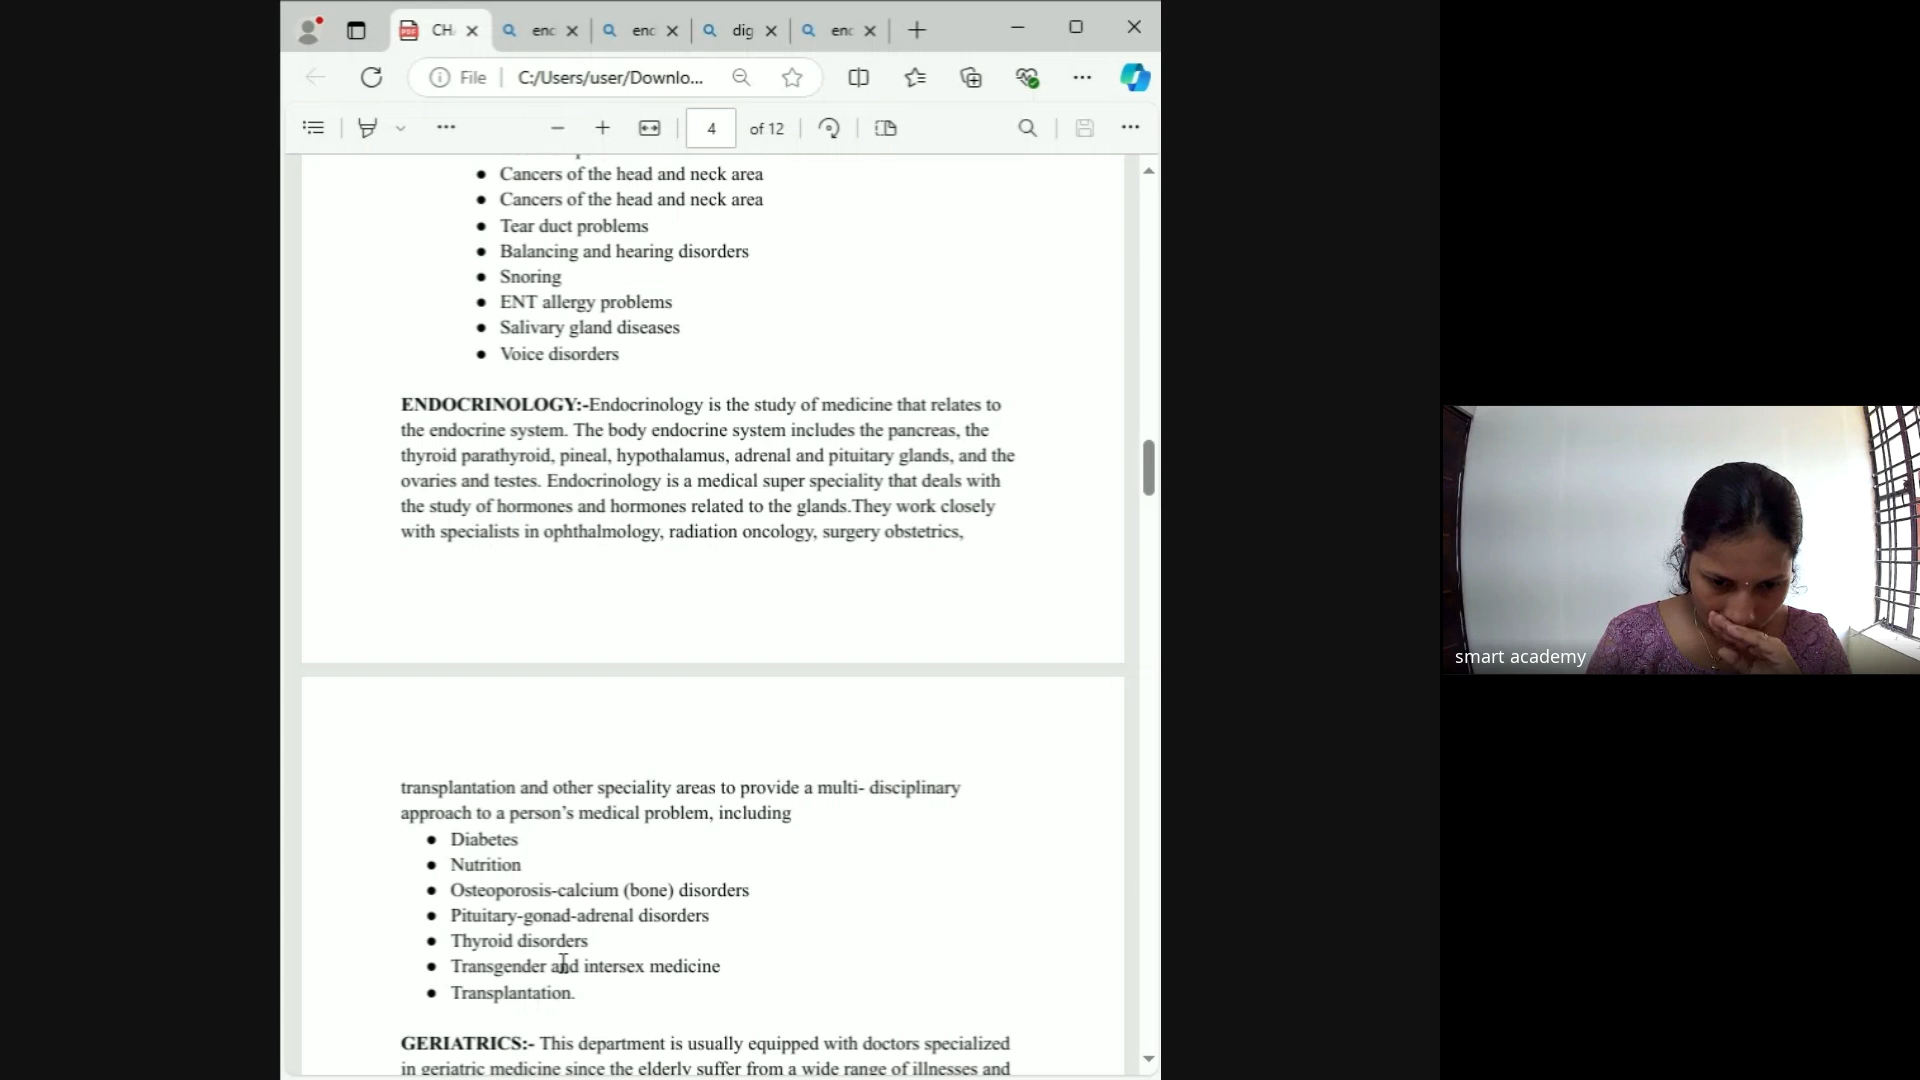 CH
enc
enc
dig
enc
File
C:/Users/user/Downlo...
4
of 12
Cancers of the head and neck area
Cancers of the head and neck area
Tear duct problems
Balancing and hearing disorders
Snoring
ENT allergy problems
Salivary gland diseases
Voice disorders
ENDOCRINOLOGY:-Endocrinology is the study of medicine that relates to
the endocrine system. The body endocrine system includes the pancreas, the
thyroid parathyroid, pineal, hypothalamus, adrenal and pituitary glands, and the
ovaries and testes. Endocrinology is a medical super speciality that deals with
the study of hormones and hormones related to the glands.They work closely
with specialists in ophthalmology, radiation oncology, surgery obstetrics,
transplantation and other speciality areas to provide a multi- disciplinary
approach to a person’s medical problem, including
Diabetes
Nutrition
Osteoporosis-calcium (bone) disorders
Pituitary-gonad-adrenal disorders
Thyroid disorders
Transgender and intersex medicine
Transplantation.
GERIATRICS:- This department is usually equipped with doctors specialized
in geriatric medicine since the elderly suffer from a wide range of illnesses and
smart academy